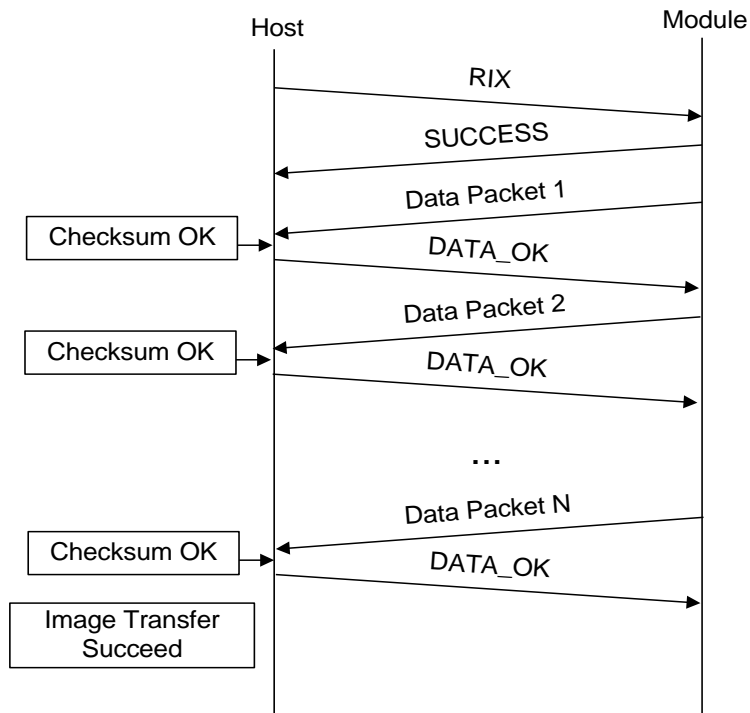 Host
Module
RIX
SUCCESS
Data Packet 1
Checksum OK
DATA_OK
Data Packet 2
Checksum OK
DATA_OK
...
Data Packet N
Checksum OK
DATA_OK
Image Transfer
Succeed